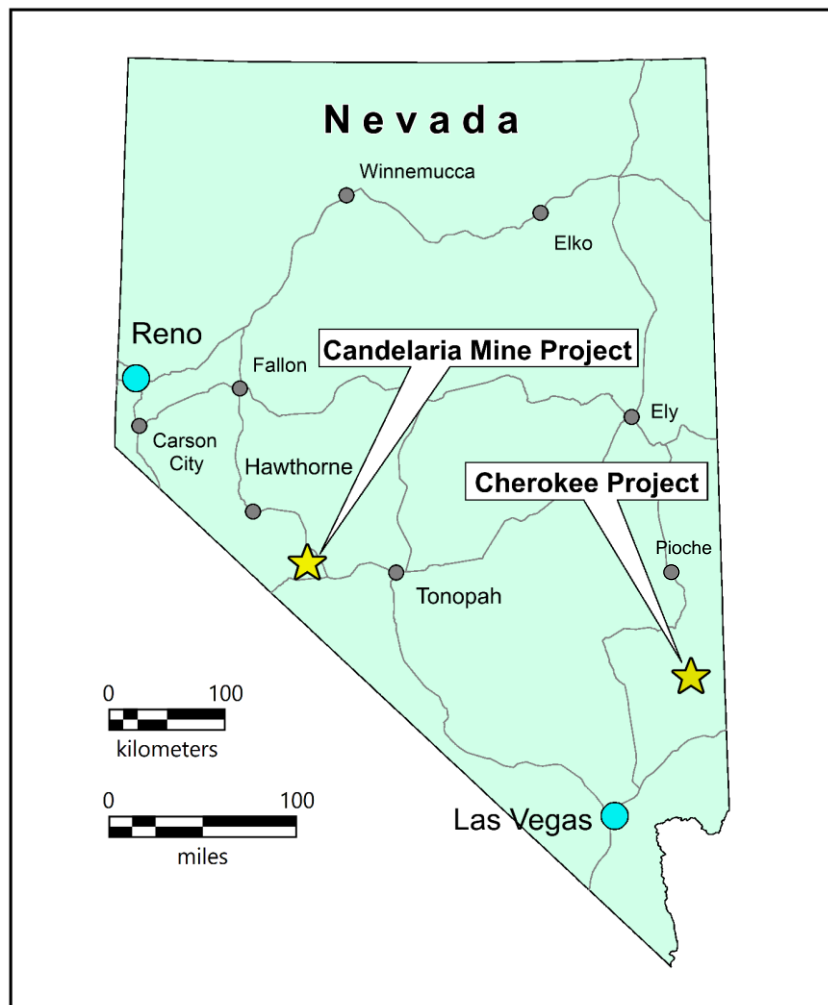 Nevada
Winnemucca
Elko
Reno
Candelaria Mine Project
Fallon
Ely
Carson
City
Hawthorne
Cherokee Project
Pioche
Tonopah
0 100
kilometers
0 100
miles
Las Vegas